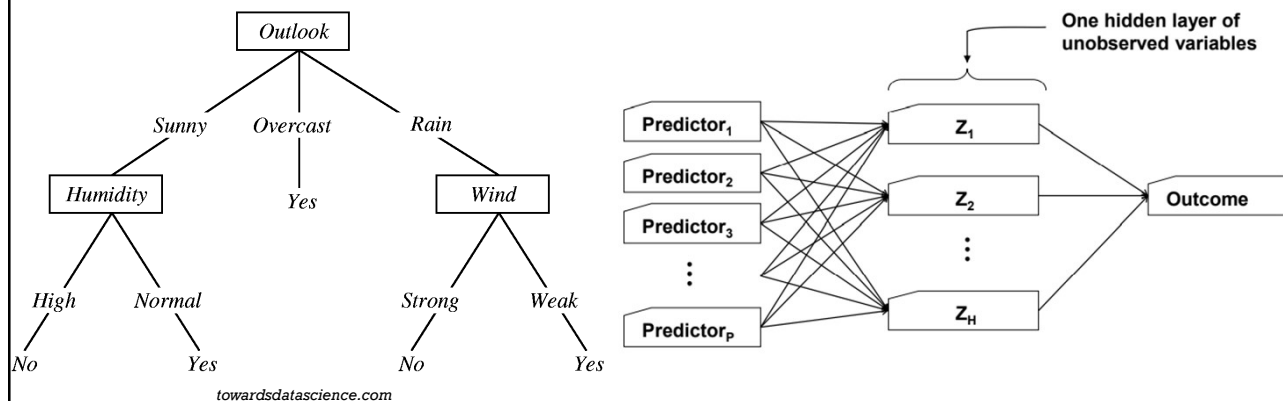 Outlook
Sunny Overcast Rain
Humidity Yes Wind
High Normal Strong Weak
No Yes No Yes
towardsdatascience.com
One hidden layer of
unobserved variables
Predictor1
Predictor2
Predictor3
⋮
PredictorP
Z1
Z2
⋮
ZH
Outcome